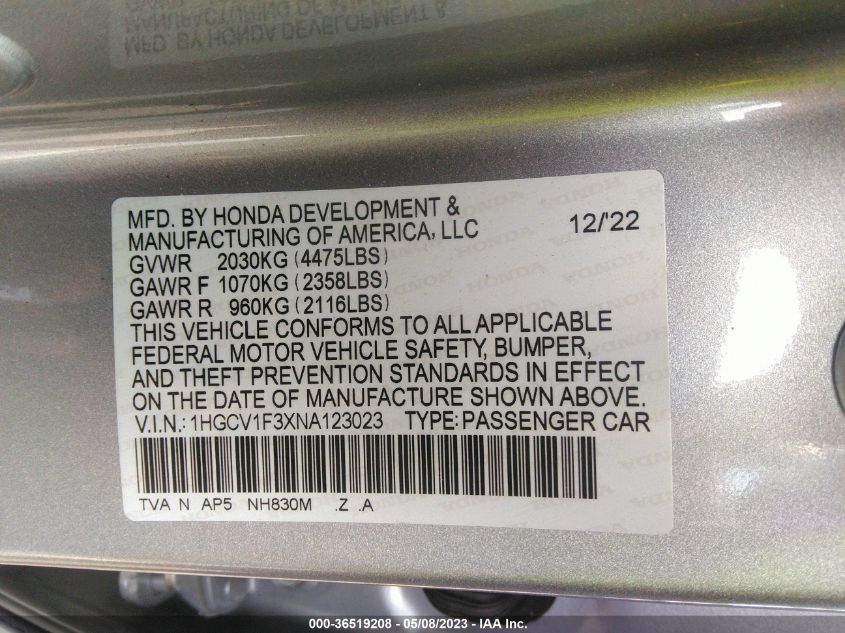 MFD. BY HONDA DEVELOPMENT &
MANUFACTURING OF AMERICA, LLC 12/'22
GVWR 2030KG (4475LBS)
GAWR F 1070KG (2358LBS)
GAWR R 960KG (2116LBS)
THIS VEHICLE CONFORMS TO ALL APPLICABLE
FEDERAL MOTOR VEHICLE SAFETY, BUMPER,
AND THEFT PREVENTION STANDARDS IN EFFECT
ON THE DATE OF MANUFACTURE SHOWN ABOVE.
V.I.N.: 1HGCV1F3XNA123023 TYPE: PASSENGER CAR
TVA N AP5 NH830M .Z .A
000-36519208 - 05/08/2023 - IAA Inc.